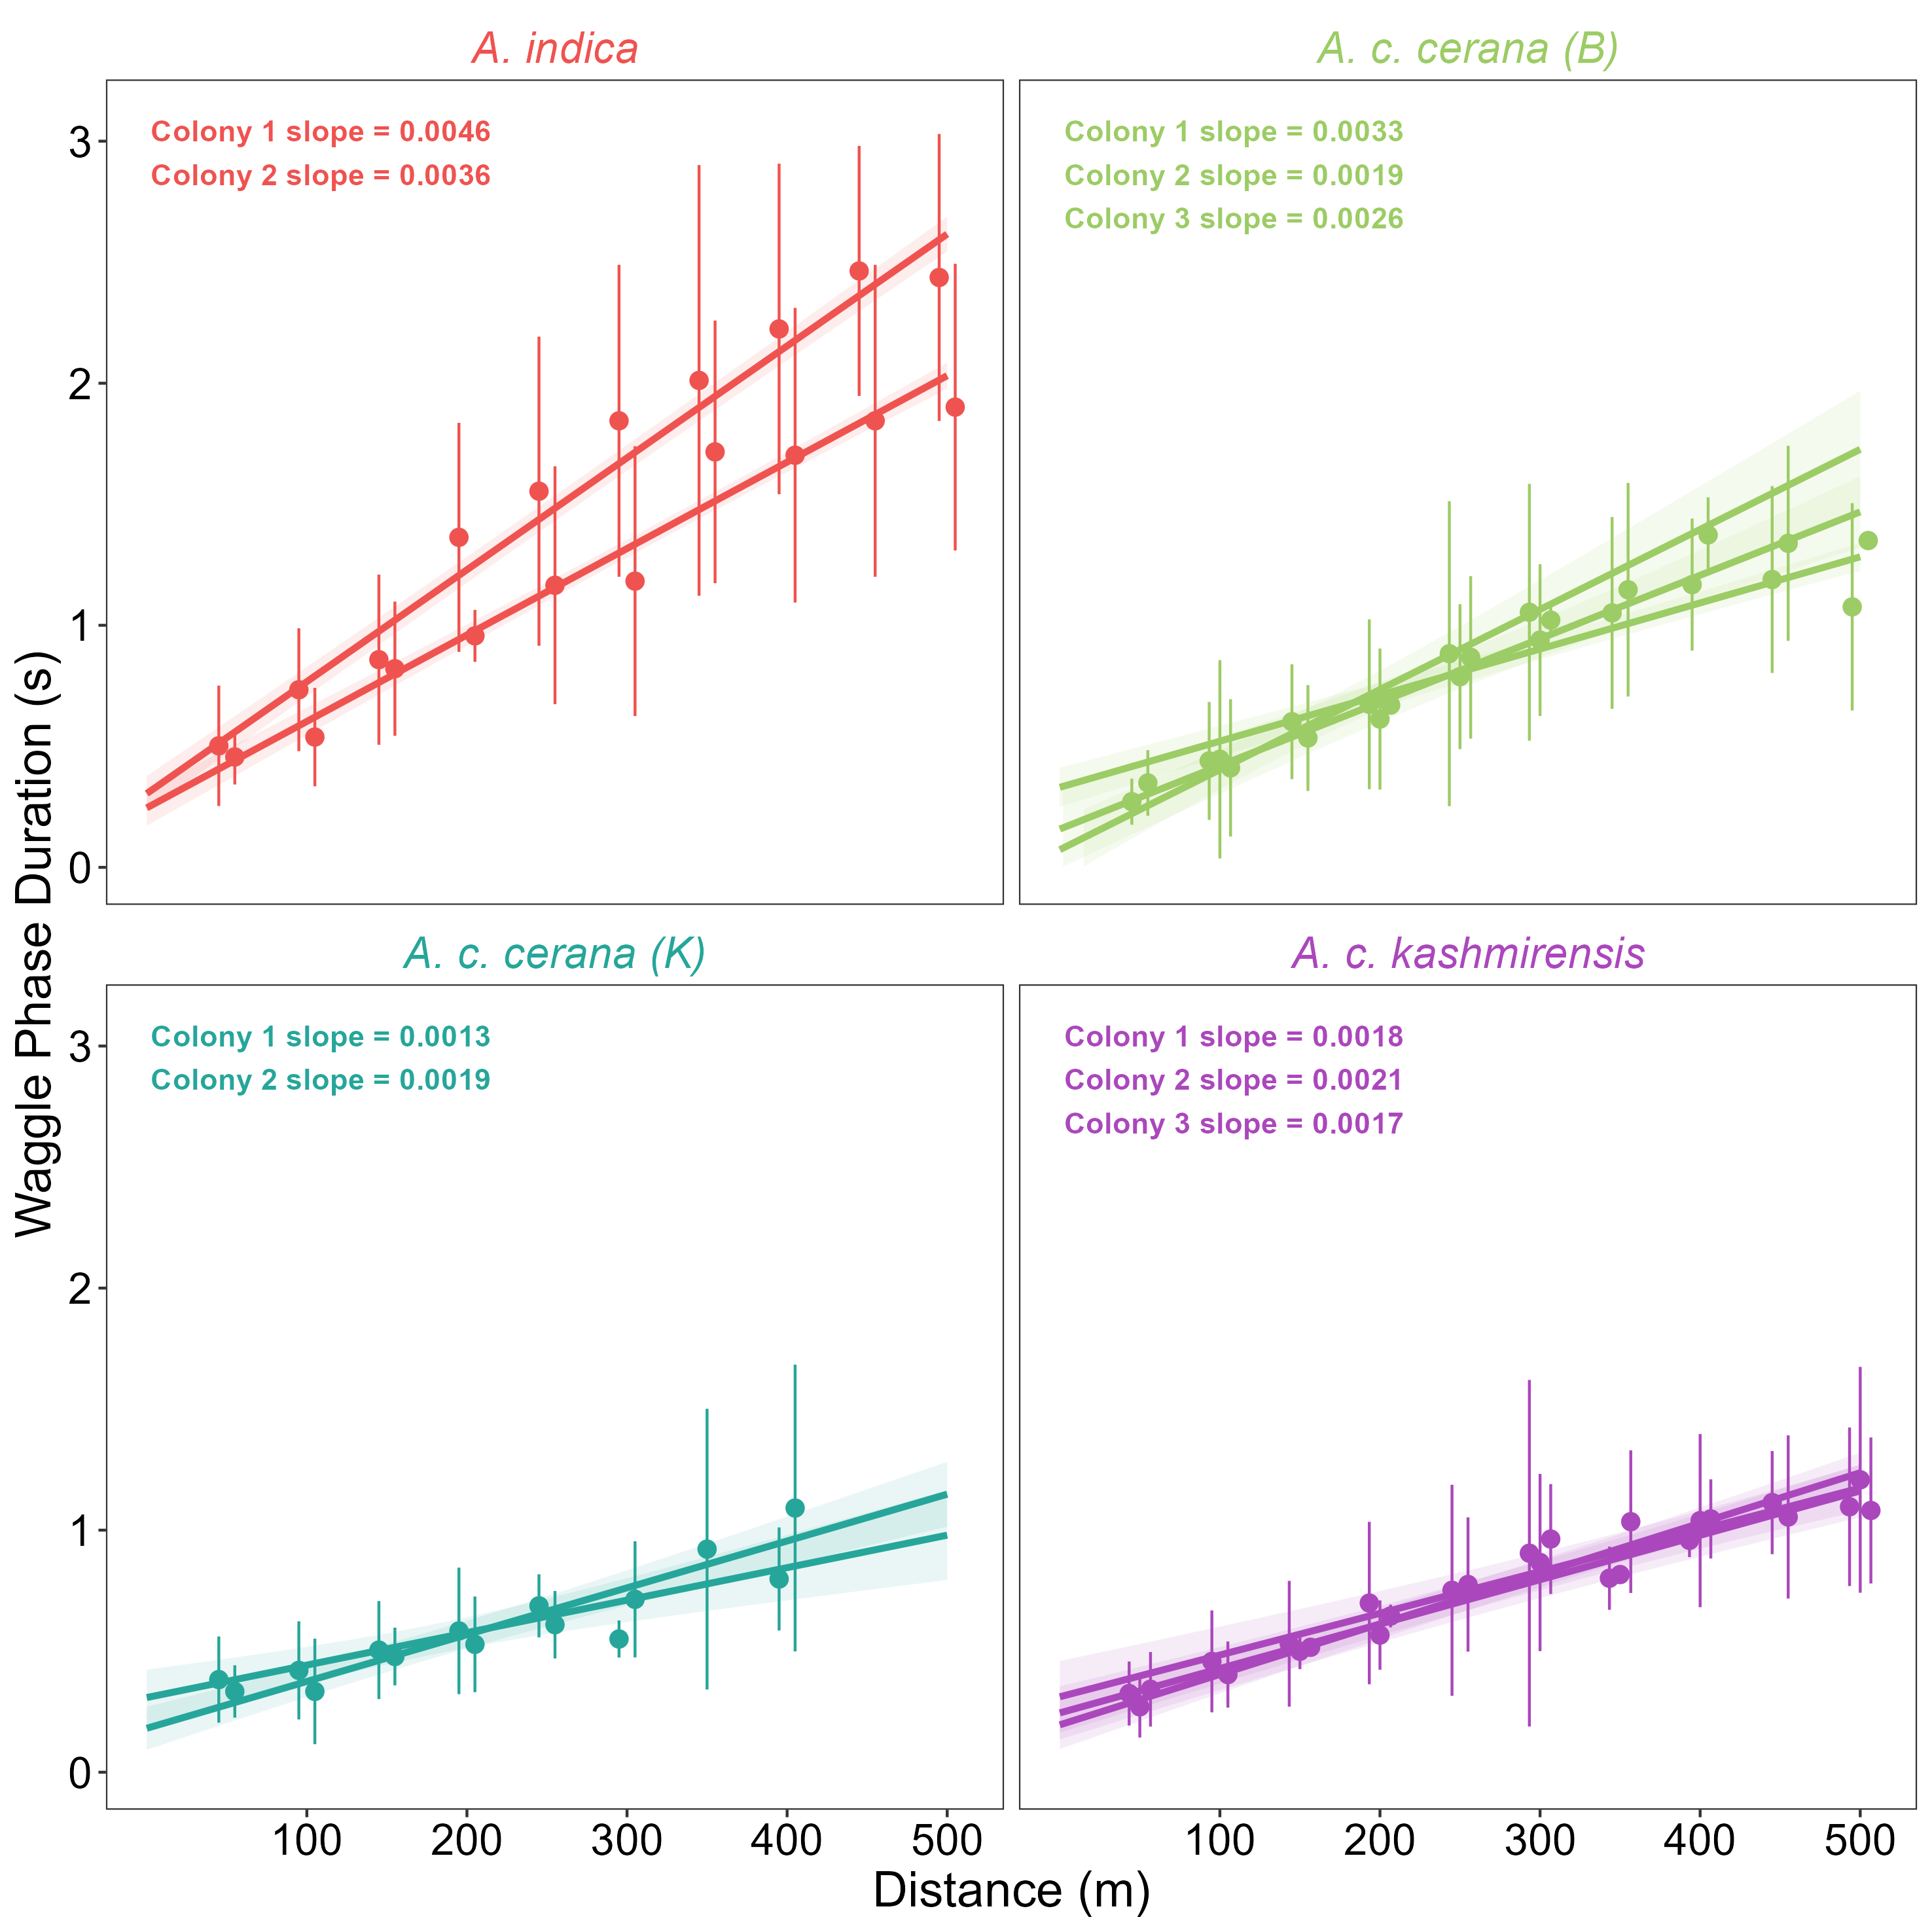 A. indica
A. c. cerana (B)
Colony 1 slope = 0.0046
Colony 2 slope = 0.0036
Colony 1 slope = 0.0033
Colony 2 slope = 0.0019
Colony 3 slope = 0.0026
3
2
1
0
A. c. cerana (K)
A. c. kashmirensis
Colony 1 slope = 0.0013
Colony 2 slope = 0.0019
Colony 1 slope = 0.0018
Colony 2 slope = 0.0021
Colony 3 slope = 0.0017
3
2
1
0
Waggle Phase Duration (s)
100 200 300 400 500
100 200 300 400 500
Distance (m)